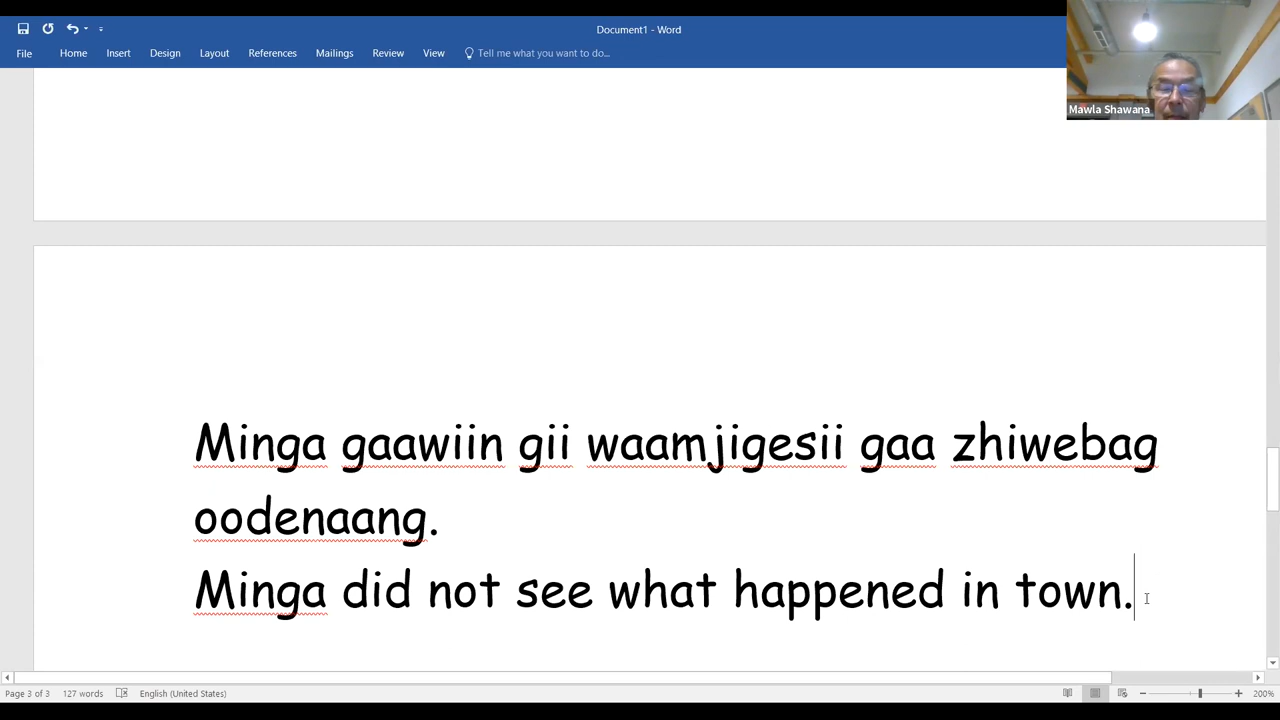 Document1 - Word
File Home Insert Design Layout References Mailings Review View Tell me what you want to do...
Mawla Shawana
Minga gaawiin gii waamjigesii gaa zhiwebag
oodenaang.
Minga did not see what happened in town.
Page 3 of 3 127 words English (United States) 200%